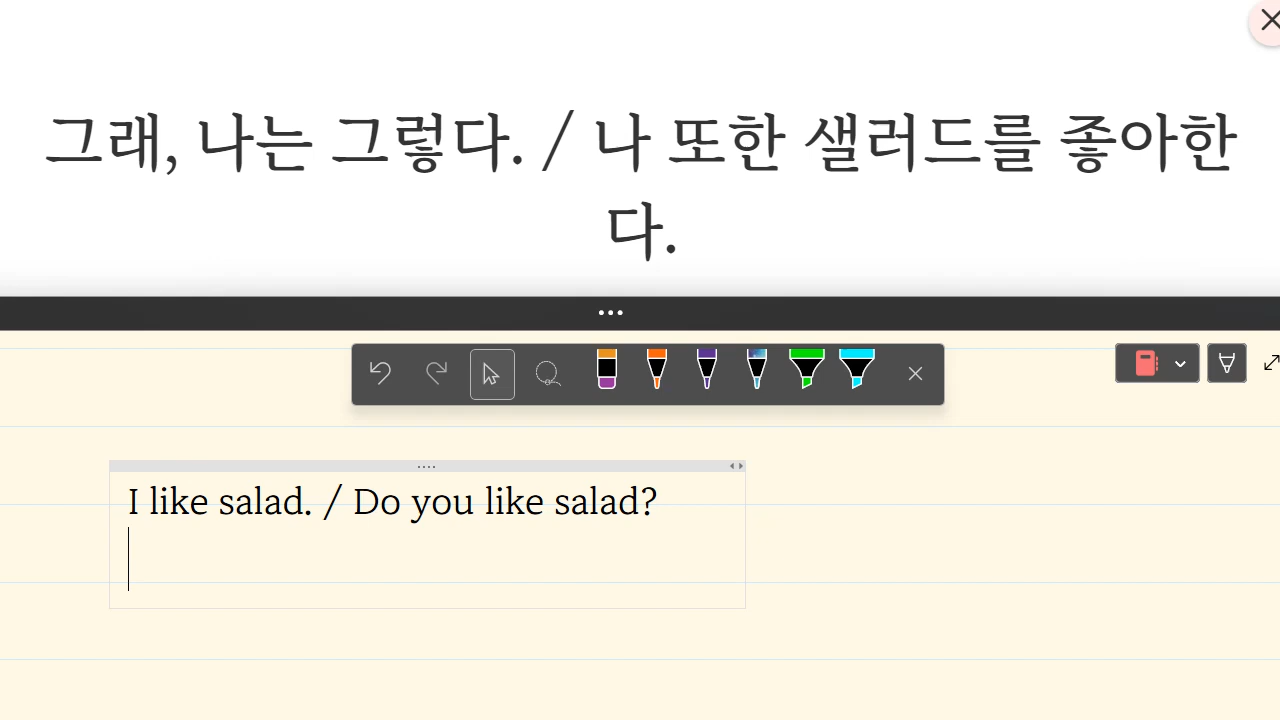 그래, 나는 그렇다. / 나 또한 샐러드를 좋아한
다.
I like salad. / Do you like salad?